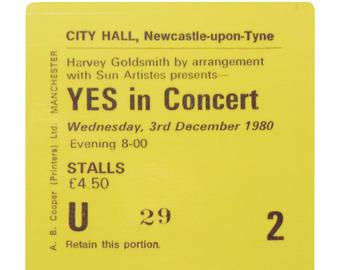 CITY HALL, Newcastle-upon-Tyne
Harvey Goldsmith by arrangement
with Sun Artistes presents—
YES in Concert
Wednesday, 3rd December 1980
Evening 8-00
STALLS
£4.50
U 29 2
Retain this portion.
A. B. Cooper (Printers) Ltd. MANCHESTER